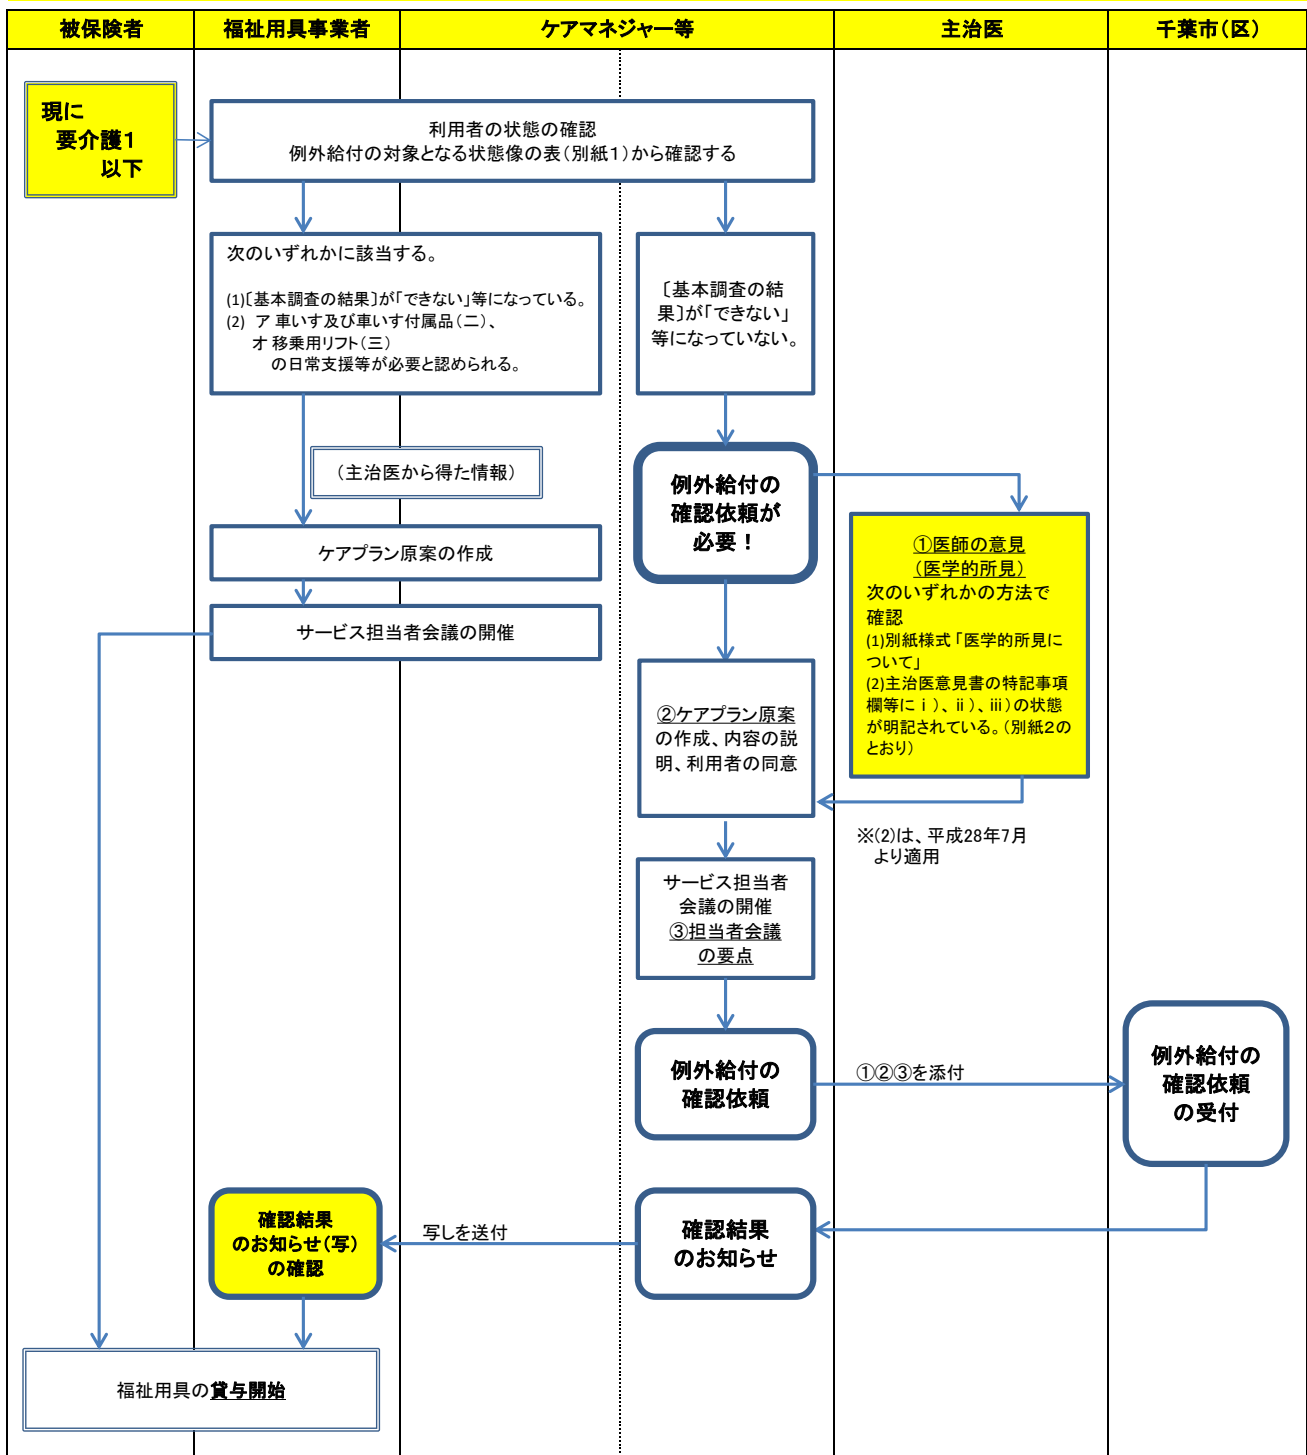 被保険者
福祉用具事業者
ケアマネジャー等
主治医
千葉市(区)
現に
要介護1
以下
利用者の状態の確認
例外給付の対象となる状態像の表(別紙1)から確認する
次のいずれかに該当する。
(1)〔基本調査の結果〕が「できない」等になっている。
(2) ア 車いす及び車いす付属品(二)、
オ 移乗用リフト(三)
の日常支援等が必要と認められる。
〔基本調査の結
果〕が「できない」
等になっていない。
(主治医から得た情報)
例外給付の
確認依頼が
必要！
ケアプラン原案の作成
サービス担当者会議の開催
①医師の意見
(医学的所見)
次のいずれかの方法で
確認
(1)別紙様式「医学的所見に
ついて」
(2)主治医意見書の特記事項
欄等にⅰ)、ⅱ)、ⅲ)の状態
が明記されている。(別紙2の
とおり)
②ケアプラン原案
の作成、内容の説
明、利用者の同意
※(2)は、平成28年7月
より適用
サービス担当者
会議の開催
③担当者会議
の要点
例外給付の
確認依頼
①②③を添付
例外給付の
確認依頼
の受付
確認結果
のお知らせ
写しを送付
確認結果
のお知らせ(写)
の確認
福祉用具の貸与開始